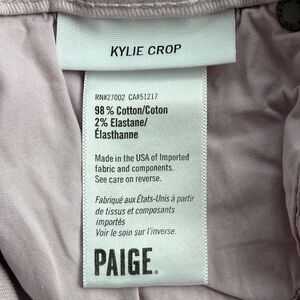 KYLIE CROP
RN#27002 CA#51217
98% Cotton/Coton
2% Elastane/
Élasthanne
Made in the USA of Imported
fabric and components.
See care on reverse.
Fabriqué aux États-Unis à partir
de tissus et composants
importés
Voir le soin sur l'inverse.
PAIGE.